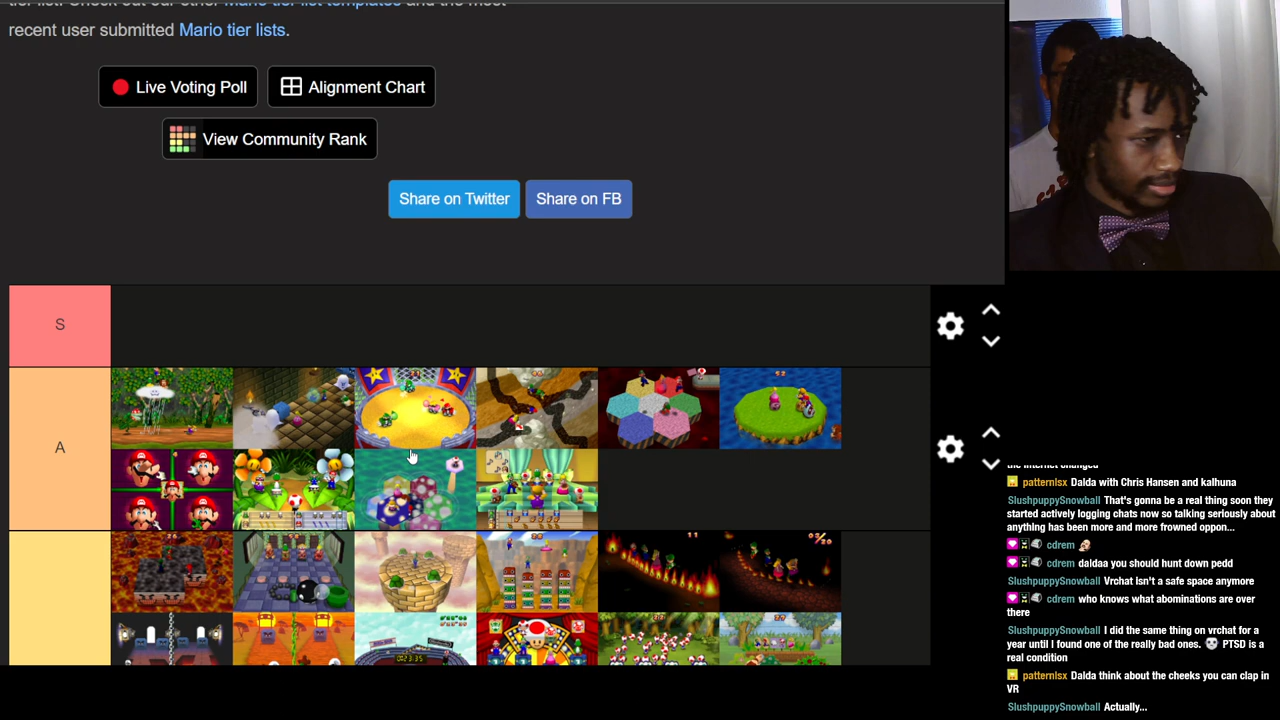 recent user submitted Mario tier lists.
Live Voting Poll
Alignment Chart
View Community Rank
Share on Twitter
Share on FB
S
A
patternlsx Dalda with Chris Hansen and kalhuna
SlushpuppySnowball That's gonna be a real thing soon they
started actively logging chats now so talking seriously about
anything has been more and more frowned oppon...
cdrem
cdrem daldaa you should hunt down pedd
SlushpuppySnowball Vrchat Isn't a safe space anymore
cdrem who knows what abominations are over
there
SlushpuppySnowball I did the same thing on vrchat for a
year until I found one of the really bad ones. 💀 PTSD is a
real condition
patternlsx Dalda think about the cheeks you can clap in
VR
SlushpuppySnowball Actually...